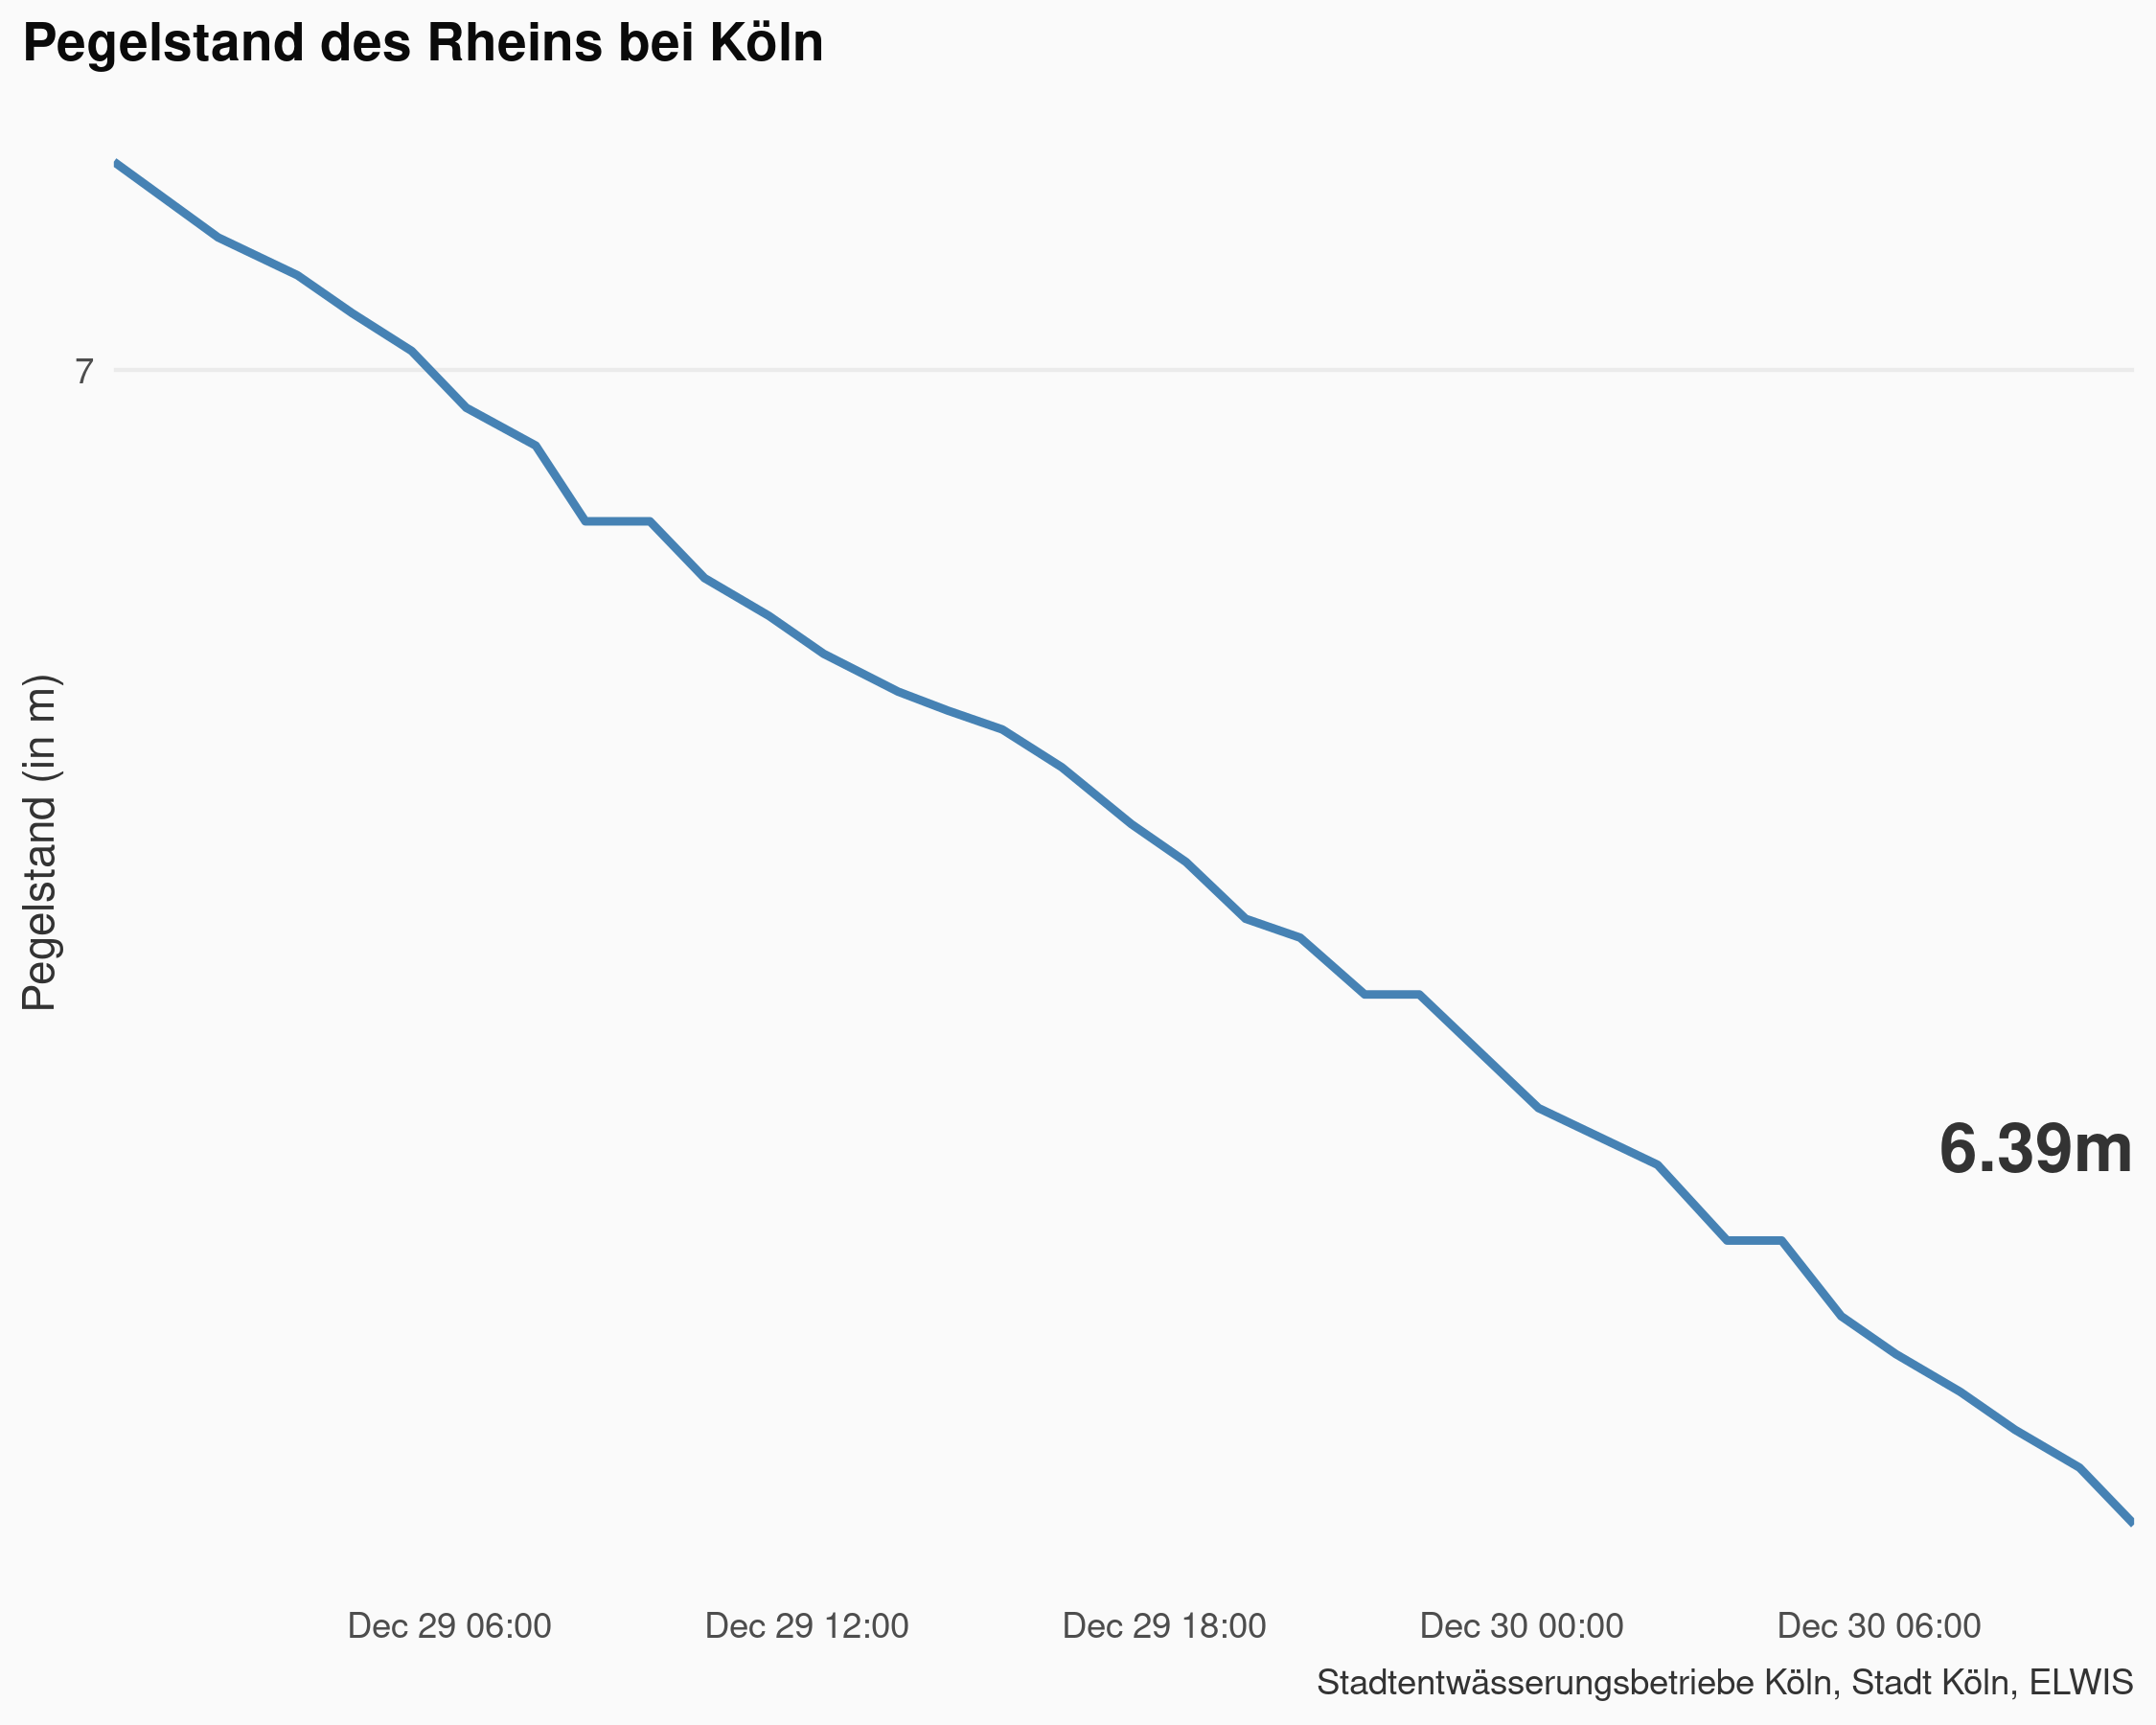 Pegelstand des Rheins bei Köln
7
Pegelstand (in m)
6.39m
Dec 29 06:00 Dec 29 12:00 Dec 29 18:00 Dec 30 00:00 Dec 30 06:00
Stadtentwässerungsbetriebe Köln, Stadt Köln, ELWIS